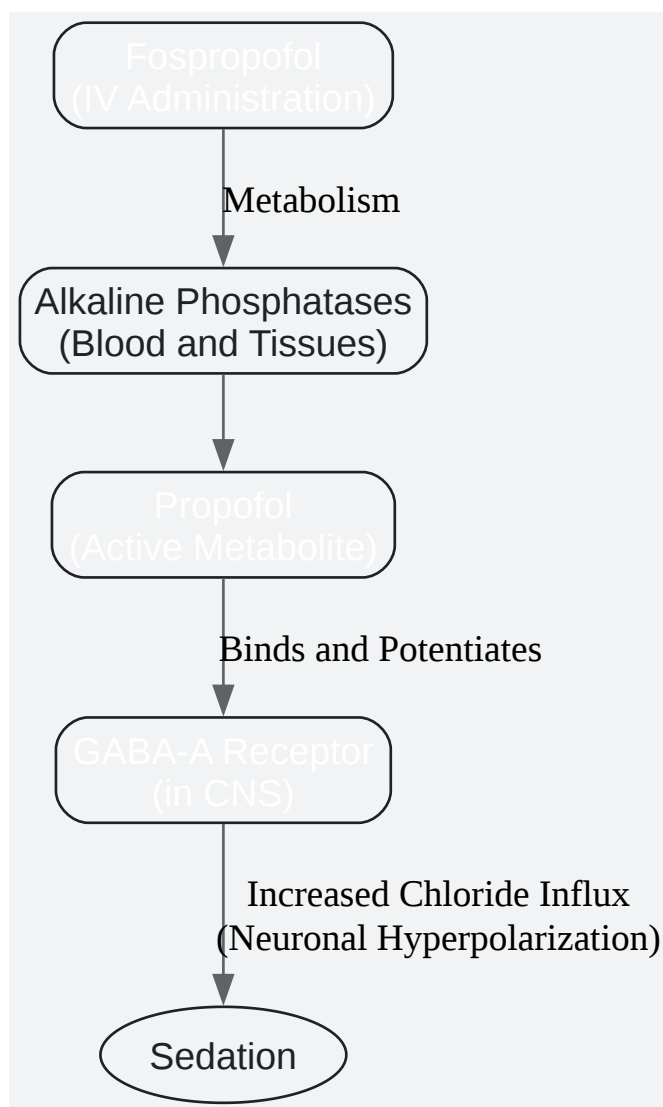 Fospropofol
(IV Administration)
Metabolism
Alkaline Phosphatases
(Blood and Tissues)
Propofol
(Active Metabolite)
Binds and Potentiates
GABA-A Receptor
(in CNS)
Increased Chloride Influx
(Neuronal Hyperpolarization)
Sedation